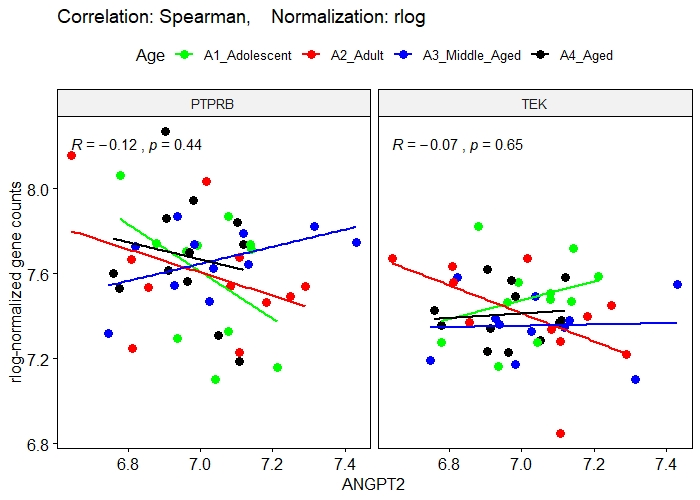 Correlation: Spearman,    Normalization: rlog
Age A1_Adolescent A2_Adult A3_Middle_Aged A4_Aged
PTPRB TEK
R = −0.12 , p = 0.44 R = −0.07 , p = 0.65
rlog-normalized gene counts
8.0
7.6
7.2
6.8
6.8 7.0 7.2 7.4 6.8 7.0 7.2 7.4
ANGPT2